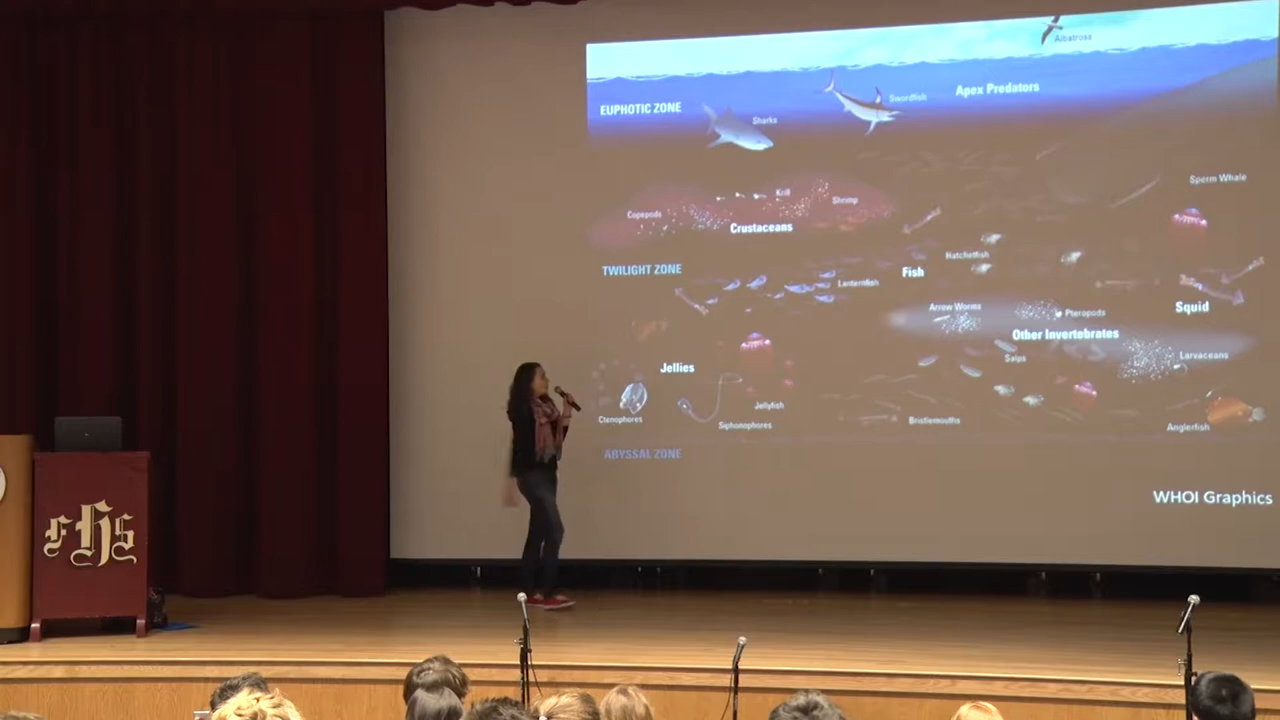 Albatross
Apex Predators
Swordfish
EUPHOTIC ZONE
Sharks
Sperm Whale
Krill
Shrimp
Copepods
Crustaceans
Hatchetfish
TWILIGHT ZONE
Fish
Lanternfish
Squid
Arrow Worms
Pteropods
Other Invertebrates
Salps
Larvaceans
Jellies
Jellyfish
Ctenophores
Siphonophores
Bristlemouths
Anglerfish
ABYSSAL ZONE
WHOI Graphics
FHS